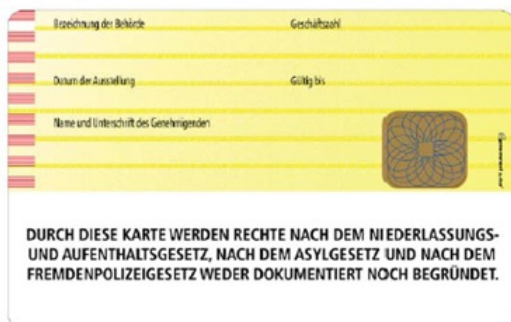 Bezeichnung der Behörde Geschäftszahl
Datum der Ausstellung Gültig bis
Name und Unterschrift des Genehmigenden
DURCH DIESE KARTE WERDEN RECHTE NACH DEM NIEDERLASSUNGS-
UND AUFENTHALTSGESETZ, NACH DEM ASYLGESETZ UND NACH DEM
FREMDENPOLIZEIGESETZ WEDER DOKUMENTIERT NOCH BEGRÜNDET.